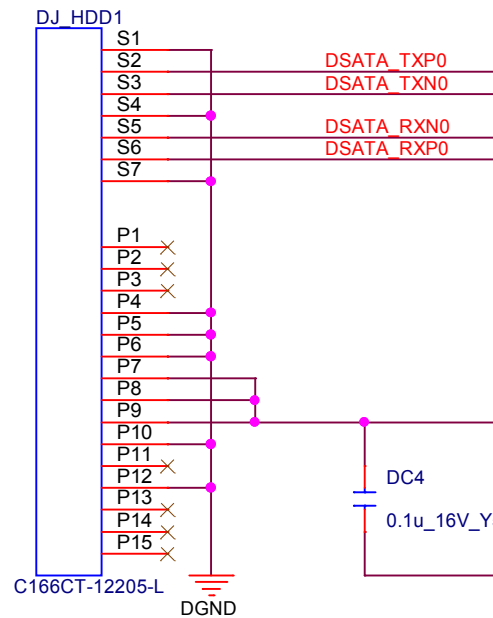 DJ_HDD1
S1
S2
DSATA_TXP0
S3
DSATA_TXN0
S4
S5
DSATA_RXN0
S6
DSATA_RXP0
S7
P1
P2
P3
P4
P5
P6
P7
P8
P9
P10
P11
P12
P13
P14
P15
DC4
0.1u_16V_Y
C166CT-12205-L
DGND